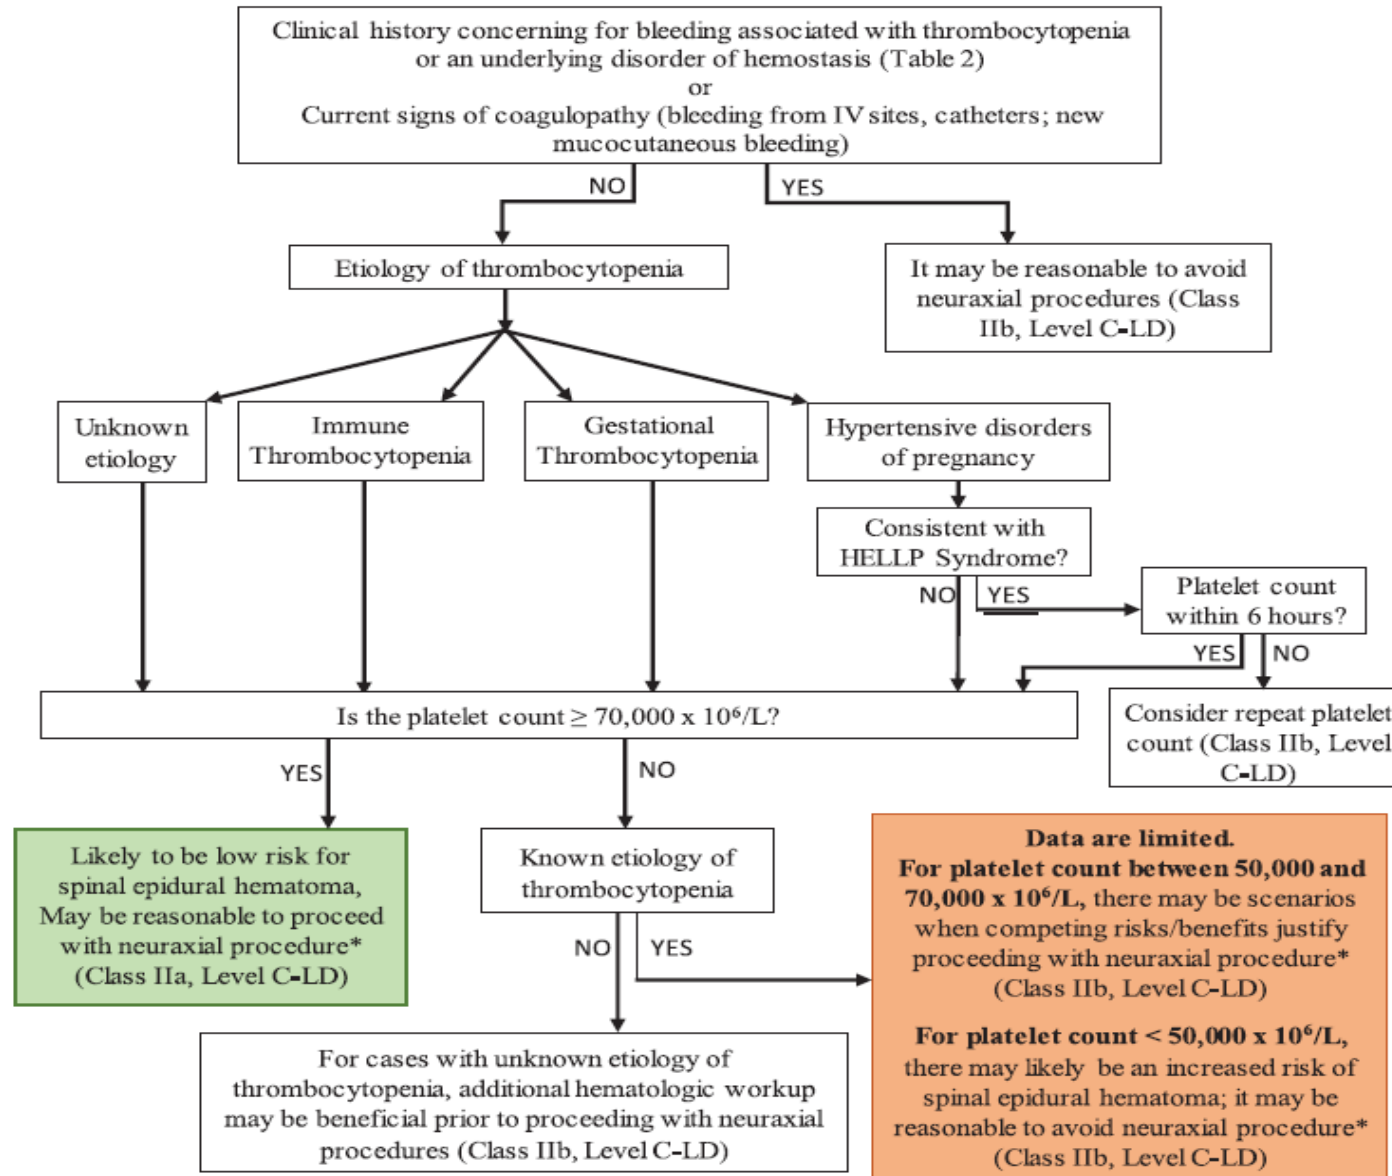 Clinical history concerning for bleeding associated with thrombocytopenia
or an underlying disorder of hemostasis (Table 2)
or
Current signs of coagulopathy (bleeding from IV sites, catheters; new
mucocutaneous bleeding)
NO
YES
Etiology of thrombocytopenia
It may be reasonable to avoid
neuraxial procedures (Class
IIb, Level C-LD)
Unknown
etiology
Immune
Thrombocytopenia
Gestational
Thrombocytopenia
Hypertensive disorders
of pregnancy
Consistent with
HELLP Syndrome?
NO
YES
Platelet count
within 6 hours?
YES
NO
Is the platelet count ≥ 70,000 x 10⁶/L?
Consider repeat platelet
count (Class IIb, Level
C-LD)
YES
NO
Likely to be low risk for
spinal epidural hematoma,
May be reasonable to proceed
with neuraxial procedure*
(Class IIa, Level C-LD)
Known etiology of
thrombocytopenia
NO
YES
Data are limited.
For platelet count between 50,000 and
70,000 x 10⁶/L, there may be scenarios
when competing risks/benefits justify
proceeding with neuraxial procedure*
(Class IIb, Level C-LD)
For platelet count < 50,000 x 10⁶/L,
there may likely be an increased risk of
spinal epidural hematoma; it may be
reasonable to avoid neuraxial procedure*
(Class IIb, Level C-LD)
For cases with unknown etiology of
thrombocytopenia, additional hematologic workup
may be beneficial prior to proceeding with neuraxial
procedures (Class IIb, Level C-LD)